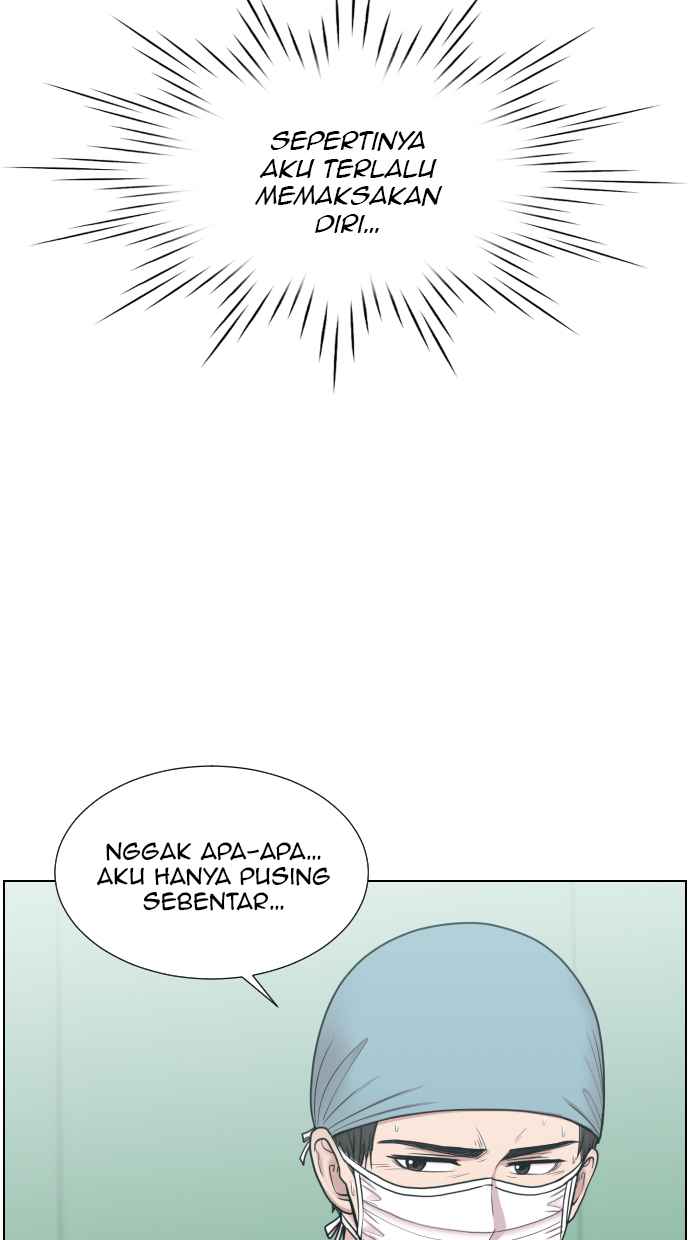 SEPERTINYA
AKU TERLALU
MEMAKSAKAN
DIRI...
NGGAK APA-APA...
AKU HANYA PUSING
SEBENTAR...